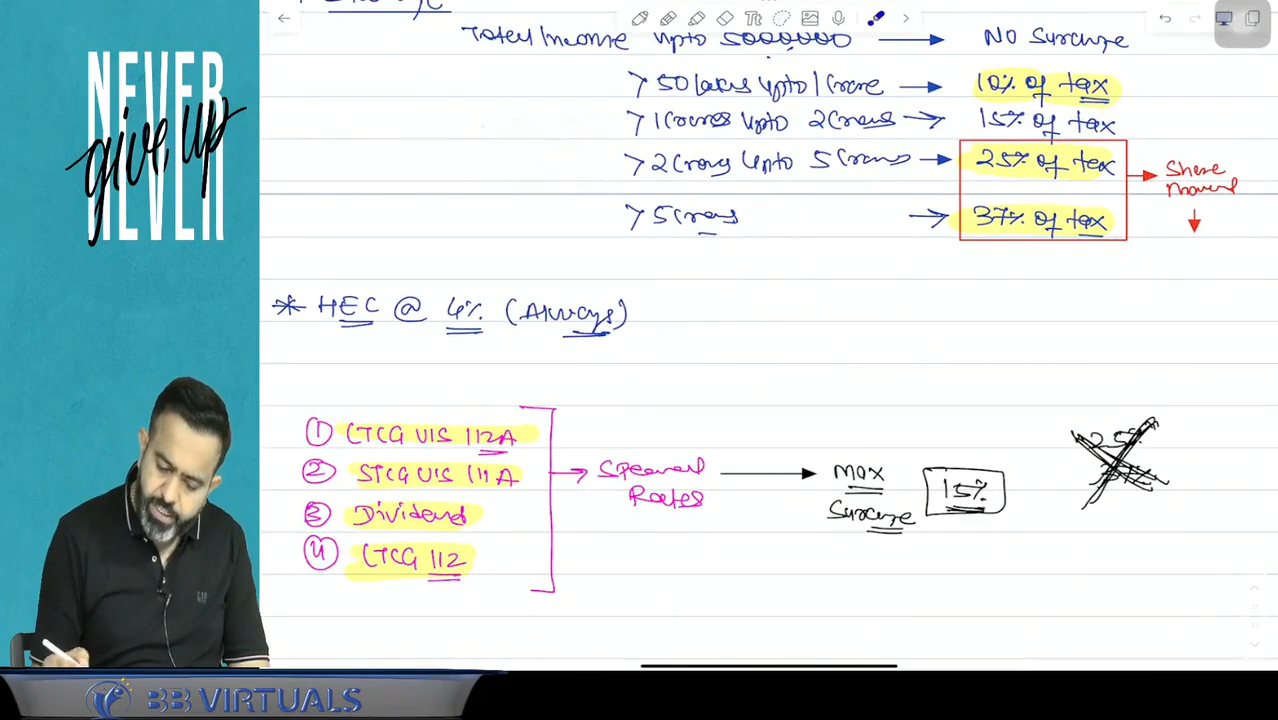 Total Income upto 5000000 → No Surcharge
> 50 lakhs upto 1 Crore → 10% of tax
> 1 Crores upto 2 Crores → 15% of tax
> 2 Crores upto 5 Crores → 25% of tax
> 5 Crores → 37% of tax
Share
↓
* HEC @ 4% (Always)
① LTCG U/S 112A
② STCG U/S 111A
③ Dividend
④ LTCG 112
→ Special
Rates
→ max
Surcharge
15%
NEVER
give up
NEVER
BB VIRTUALS